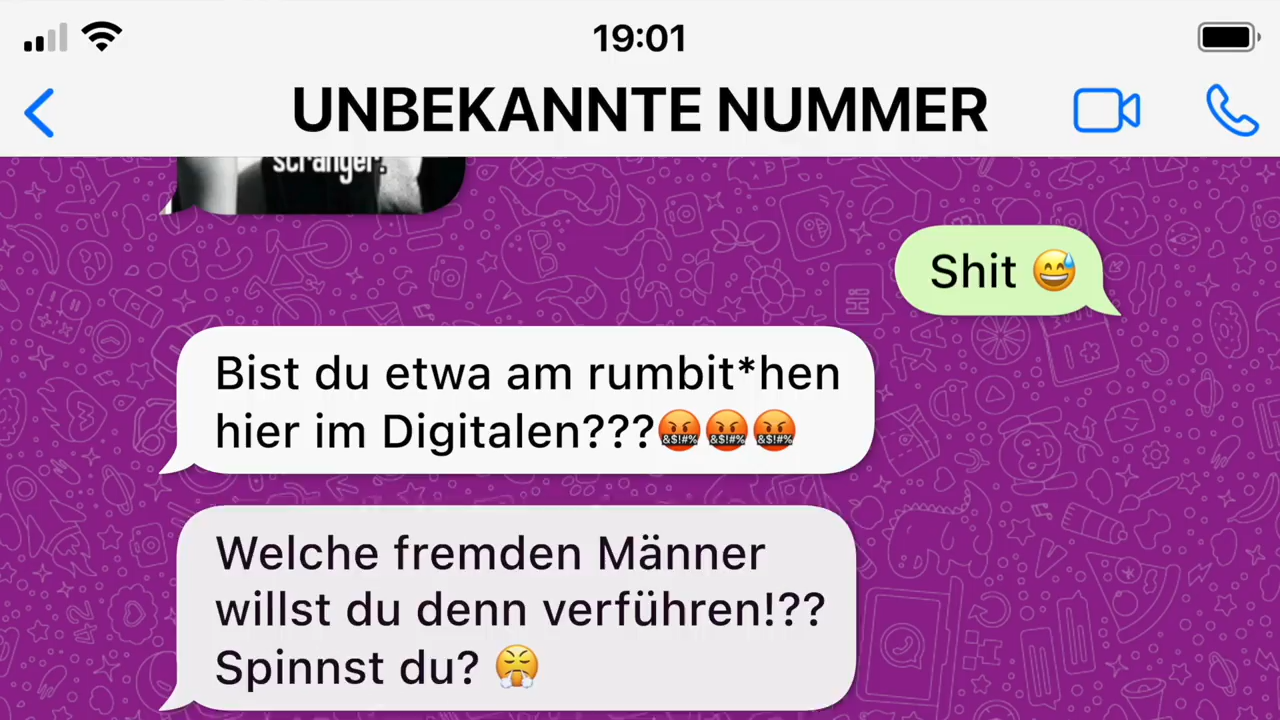 19:01
UNBEKANNTE NUMMER
stranger.
Shit 😅
Bist du etwa am rumbit*hen
hier im Digitalen???🤬🤬🤬
Welche fremden Männer
willst du denn verführen!??
Spinnst du? 😤